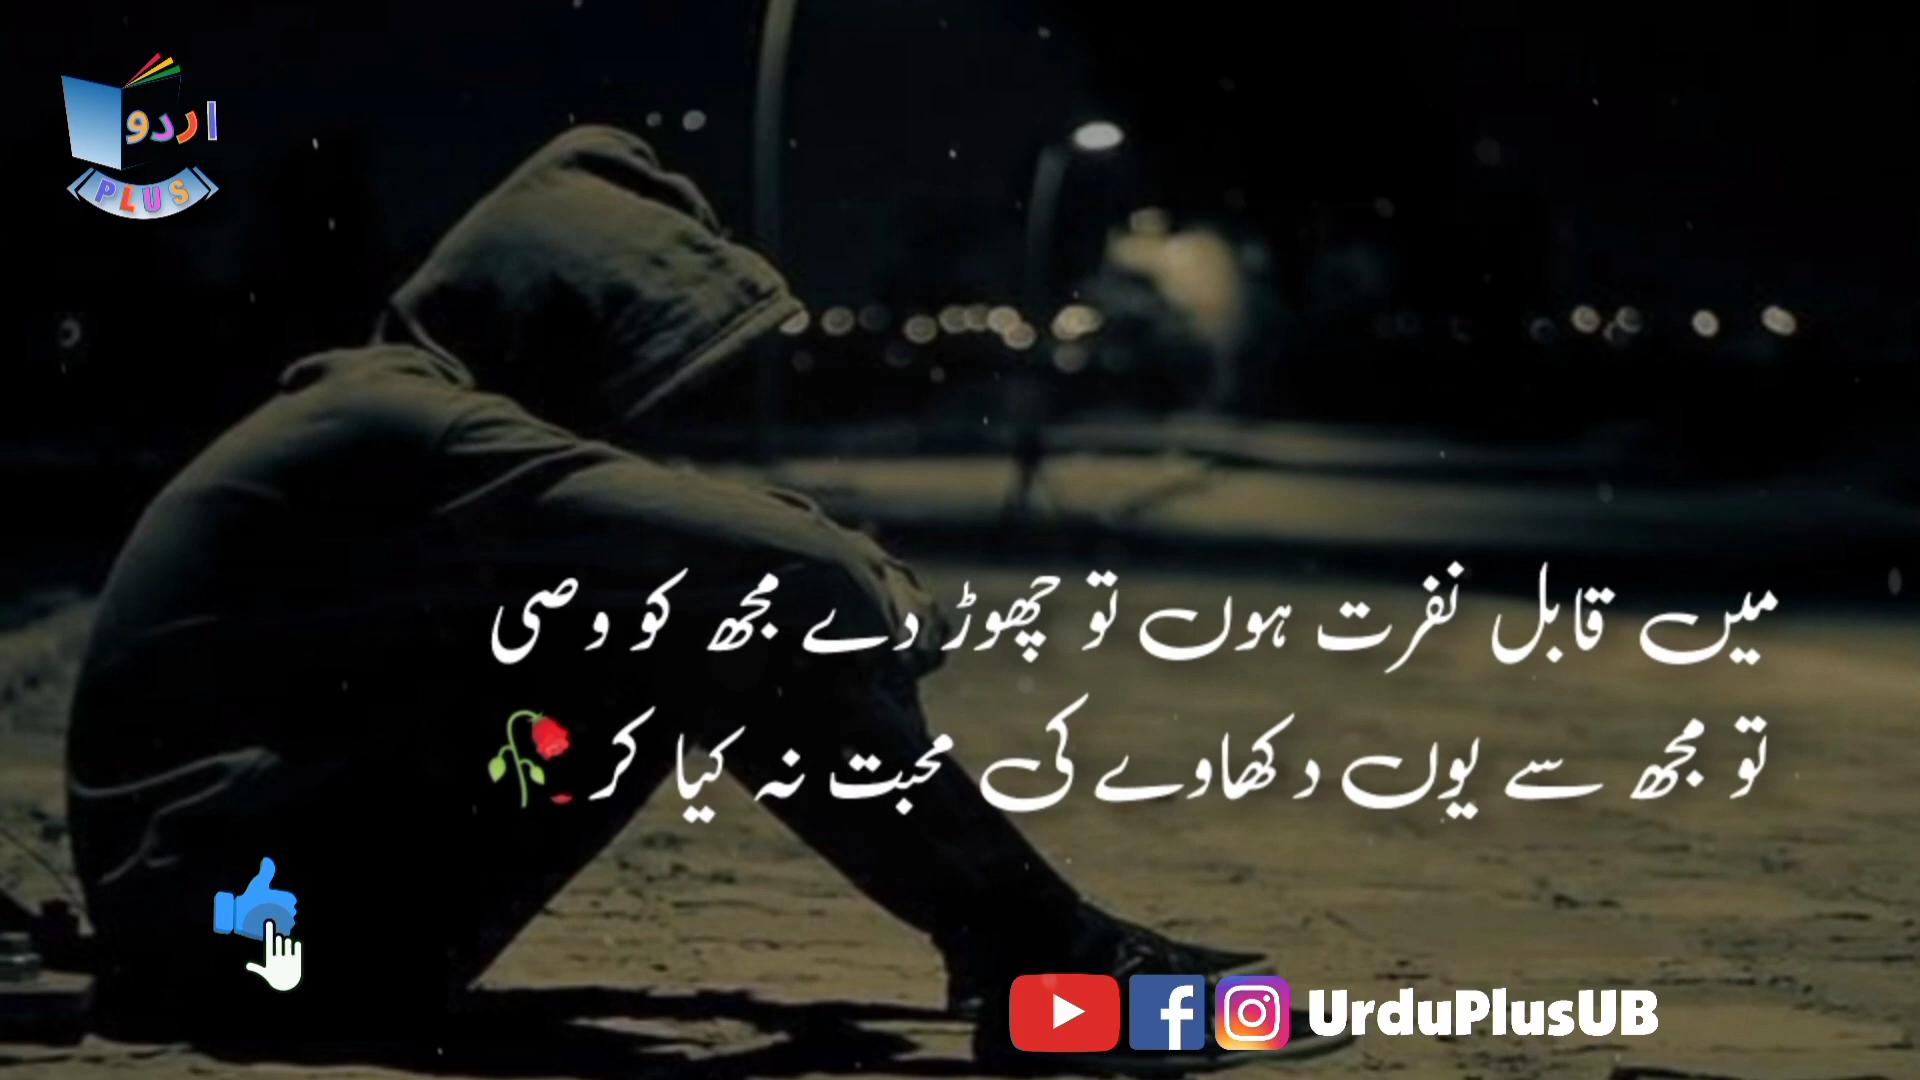 اردو
PLUS
میں قابل نفرت ہوں تو چھوڑ دے مجھ کو وصی
تو مجھ سے یوں دکھاوے کی محبت نہ کیا کر
UrduPlusUB